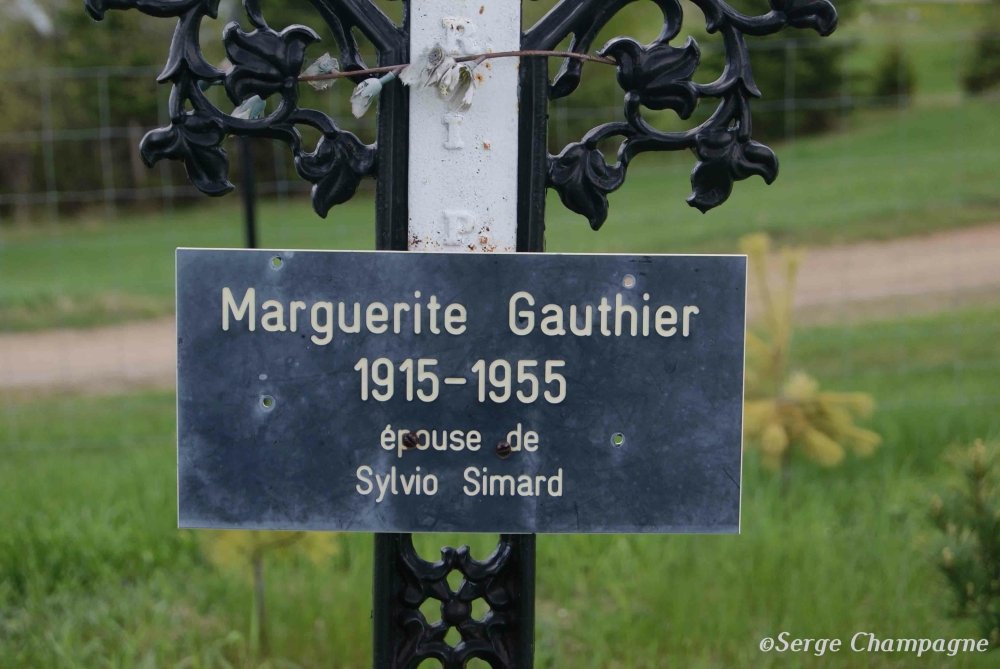 R.
I.
P
Marguerite Gauthier
1915-1955
épouse de
Sylvio Simard
©Serge Champagne